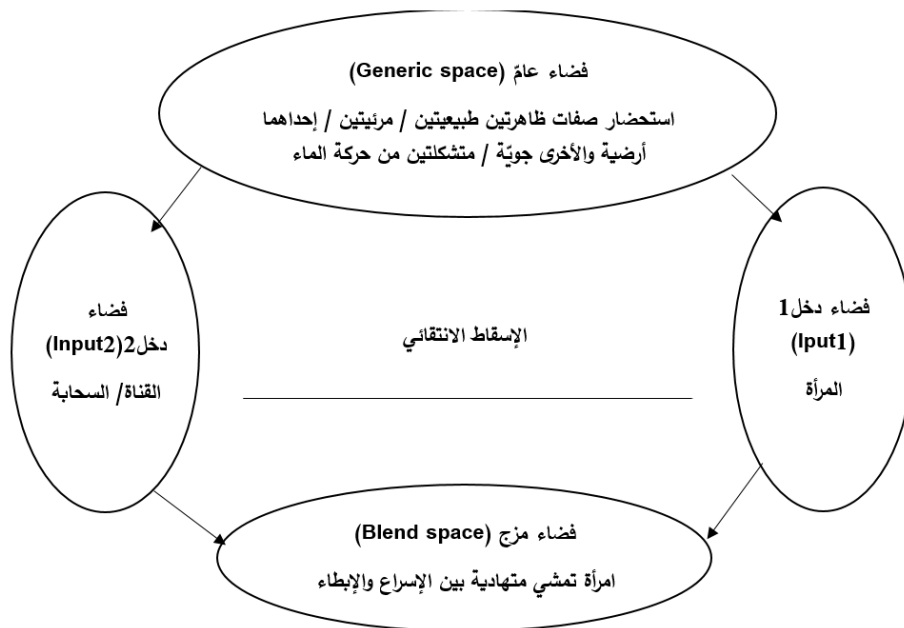 فضاء عامّ (Generic space)
استحضار صفات ظاهرتين طبيعيتين / مرئيتين / إحداهما
أرضية والأخرى جويّة / متشكلتين من حركة الماء
فضاء دخل1
(Iput1)
المرأة
الإسقاط الانتقائي
فضاء
دخل2(Input2)
القناة/ السحابة
فضاء مزج (Blend space)
امرأة تمشي متهادية بين الإسراع والإبطاء